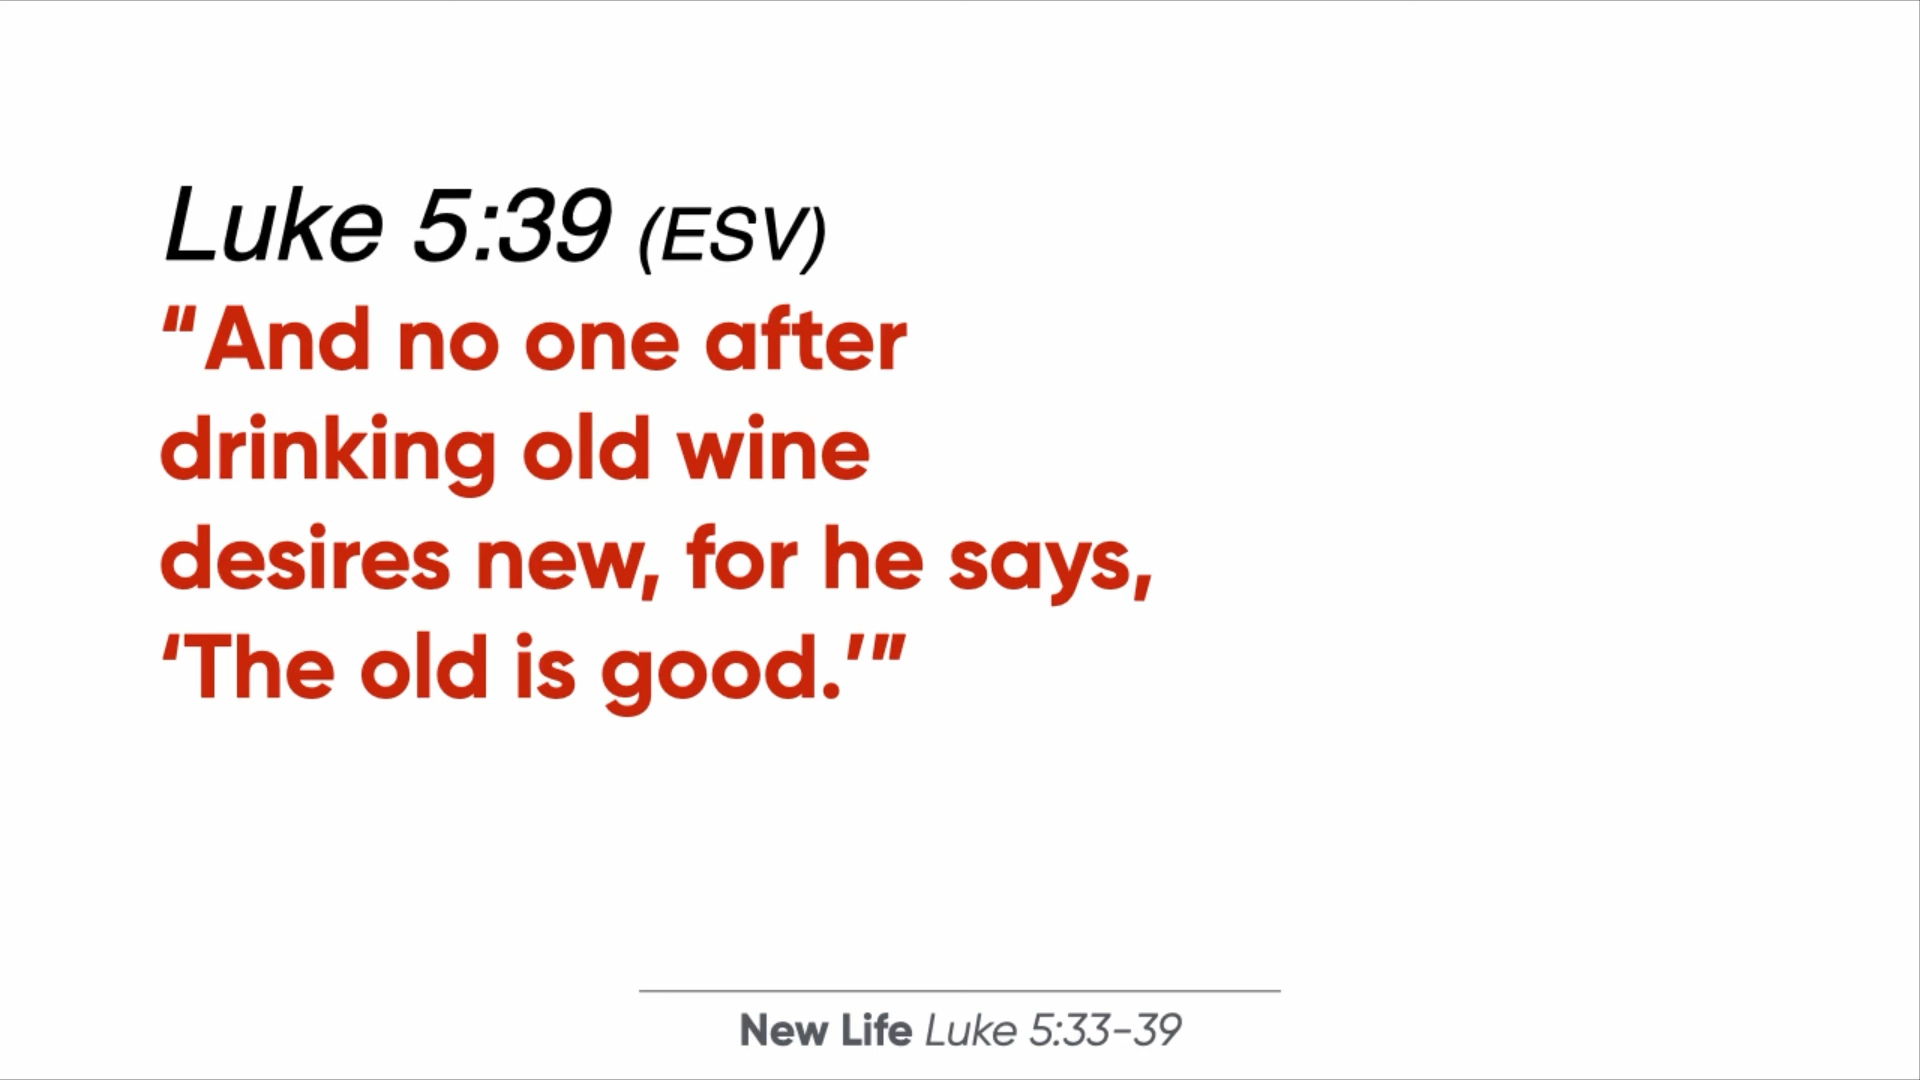 Luke 5:39 (ESV)
“And no one after
drinking old wine
desires new, for he says,
‘The old is good.’”
New Life Luke 5:33-39